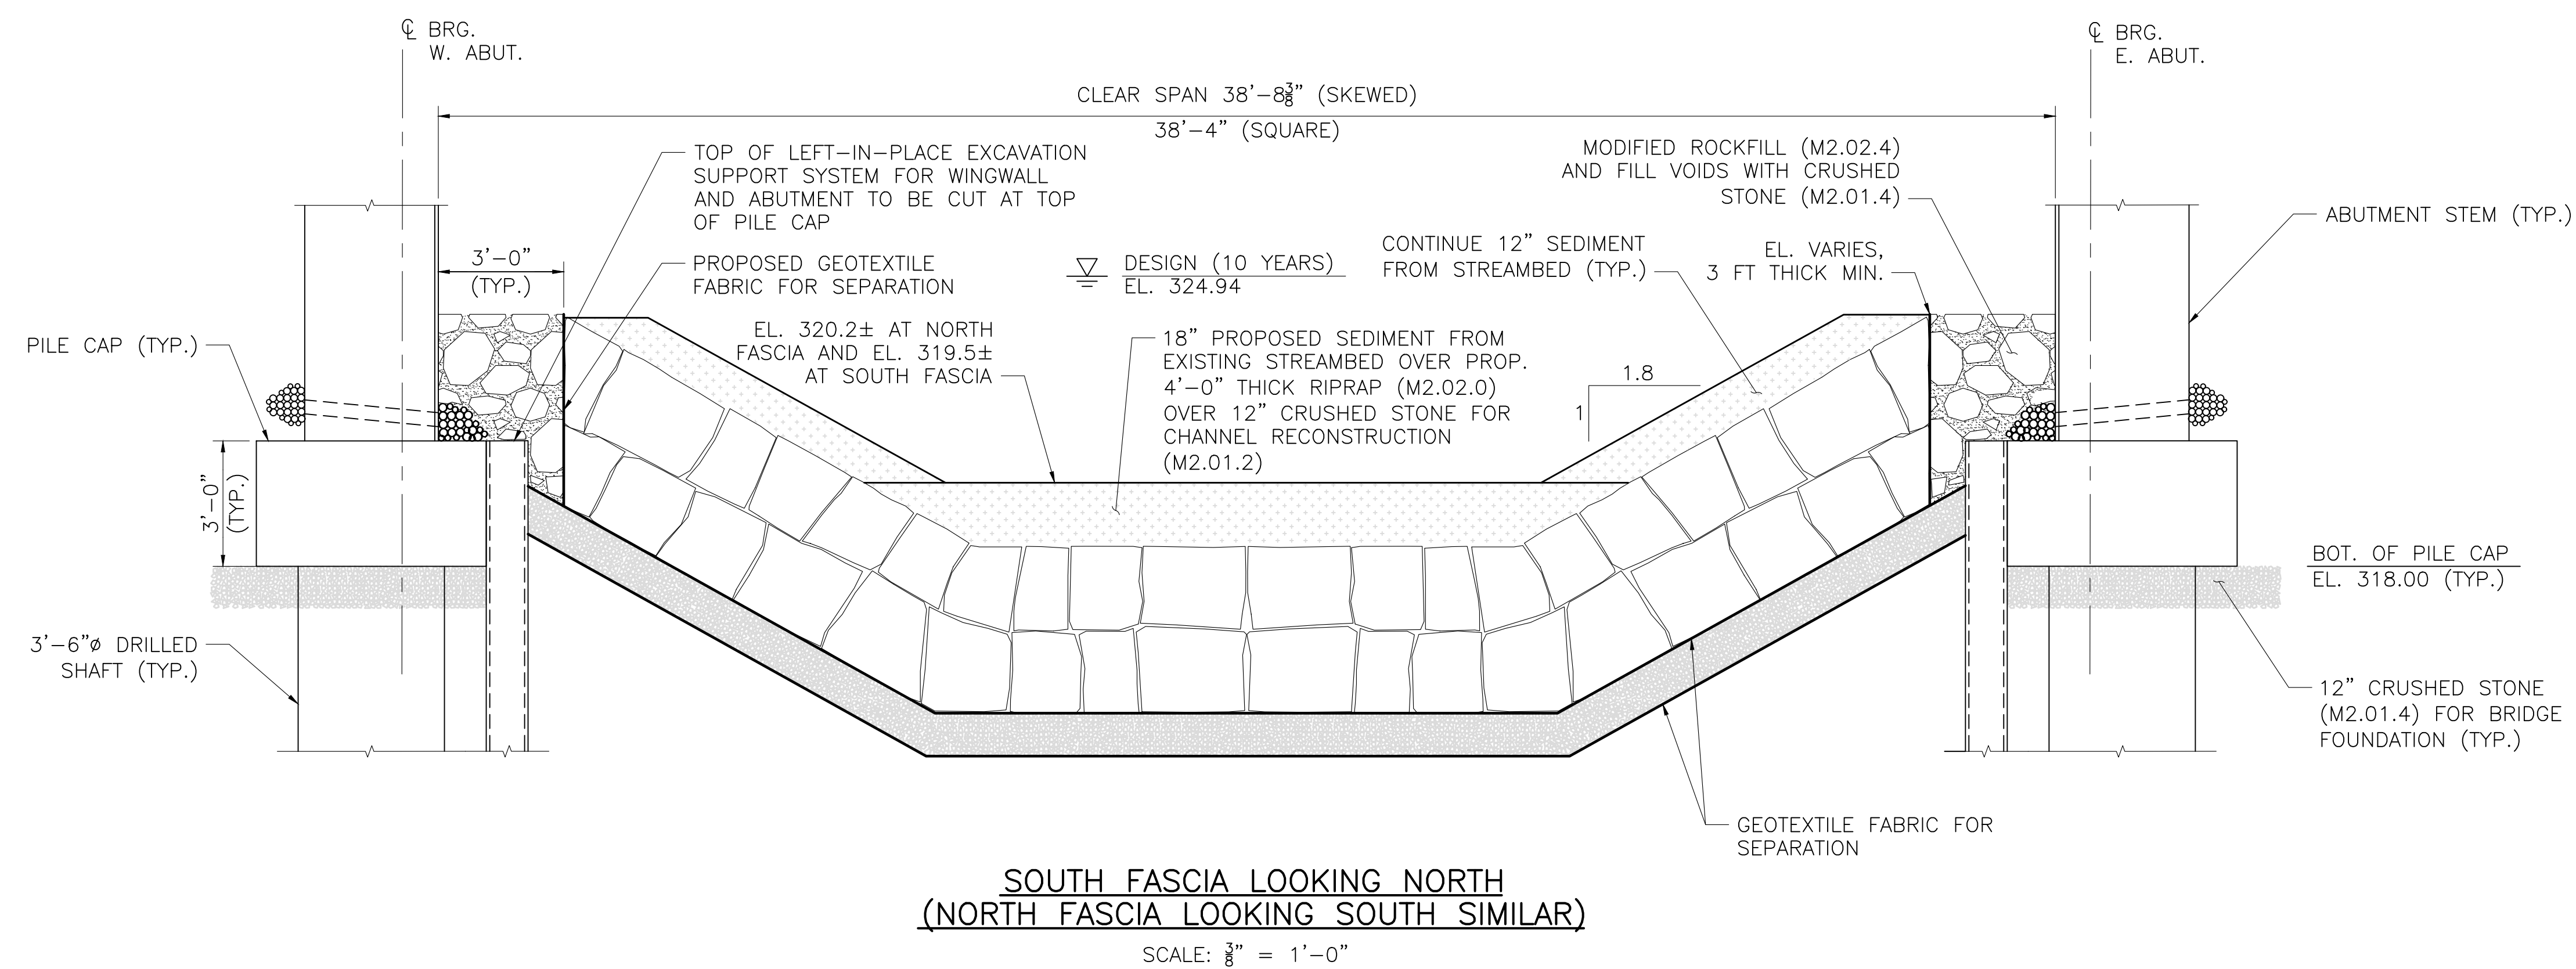 ℄ BRG.
W. ABUT.
℄ BRG.
E. ABUT.
CLEAR SPAN 38'-8⅜" (SKEWED)
38'-4" (SQUARE)
TOP OF LEFT-IN-PLACE EXCAVATION
SUPPORT SYSTEM FOR WINGWALL
AND ABUTMENT TO BE CUT AT TOP
OF PILE CAP
MODIFIED ROCKFILL (M2.02.4)
AND FILL VOIDS WITH CRUSHED
STONE (M2.01.4)
ABUTMENT STEM (TYP.)
3'-0"
(TYP.)
PROPOSED GEOTEXTILE
FABRIC FOR SEPARATION
DESIGN (10 YEARS)
EL. 324.94
CONTINUE 12" SEDIMENT
FROM STREAMBED (TYP.)
EL. VARIES,
3 FT THICK MIN.
PILE CAP (TYP.)
EL. 320.2± AT NORTH
FASCIA AND EL. 319.5±
AT SOUTH FASCIA
18" PROPOSED SEDIMENT FROM
EXISTING STREAMBED OVER PROP.
4'-0" THICK RIPRAP (M2.02.0)
OVER 12" CRUSHED STONE FOR
CHANNEL RECONSTRUCTION
(M2.01.2)
1.8
1
3'-0"
(TYP.)
BOT. OF PILE CAP
EL. 318.00 (TYP.)
3'-6"ø DRILLED
SHAFT (TYP.)
12" CRUSHED STONE
(M2.01.4) FOR BRIDGE
FOUNDATION (TYP.)
GEOTEXTILE FABRIC FOR
SEPARATION
SOUTH FASCIA LOOKING NORTH
(NORTH FASCIA LOOKING SOUTH SIMILAR)
SCALE: ⅜" = 1'-0"